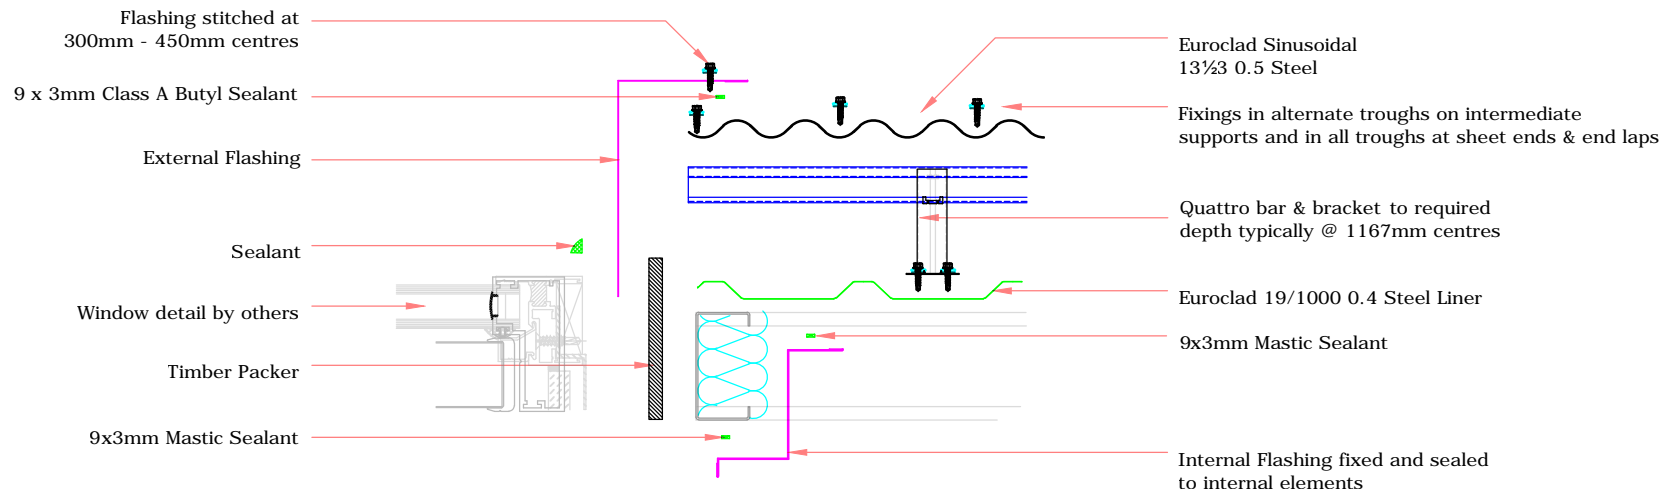 Flashing stitched at
300mm - 450mm centres
9 x 3mm Class A Butyl Sealant
External Flashing
Sealant
Window detail by others
Timber Packer
9x3mm Mastic Sealant
Euroclad Sinusoidal
13½3 0.5 Steel
Fixings in alternate troughs on intermediate
supports and in all troughs at sheet ends & end laps
Quattro bar & bracket to required
depth typically @ 1167mm centres
Euroclad 19/1000 0.4 Steel Liner
9x3mm Mastic Sealant
Internal Flashing fixed and sealed
to internal elements